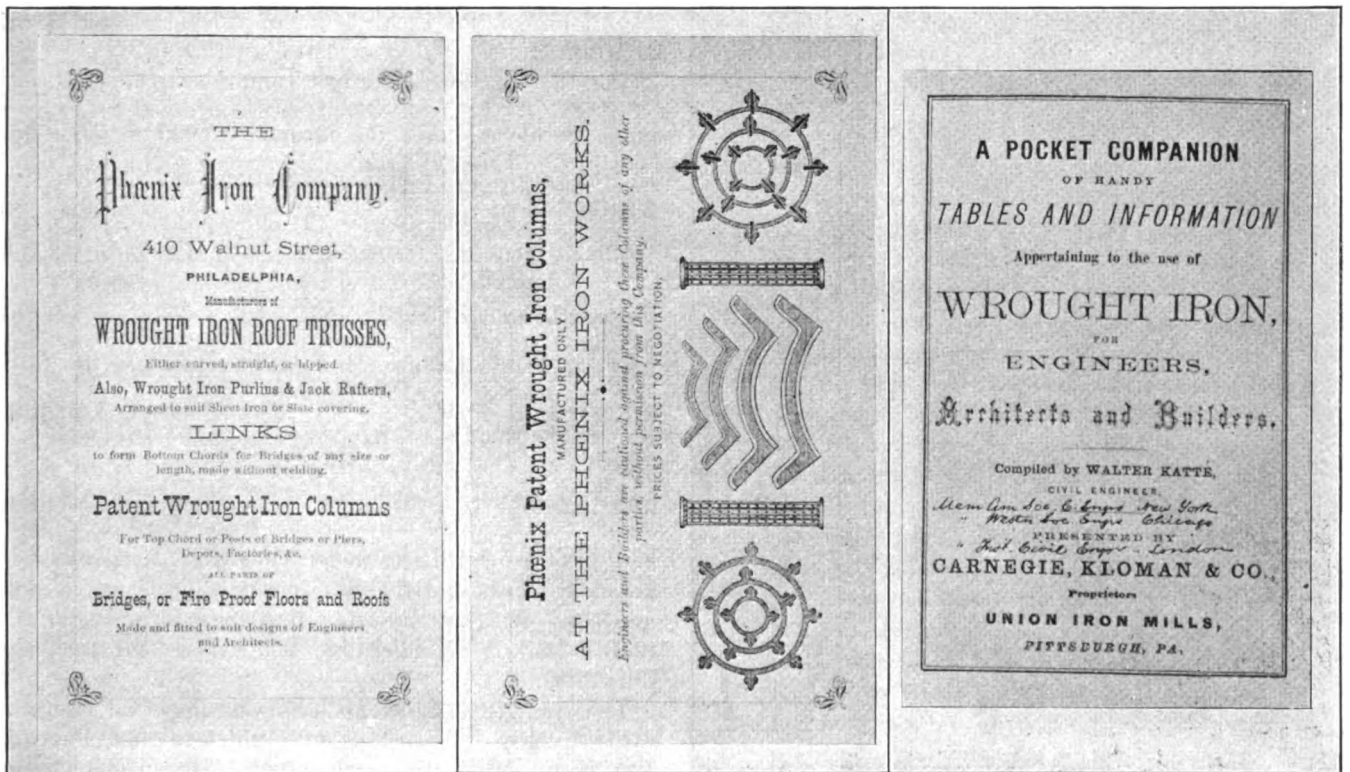 THE
Phœnix Iron Company.
410 Walnut Street,
PHILADELPHIA,
Manufacturers of
WROUGHT IRON ROOF TRUSSES,
Either curved, straight, or hipped.
Also, Wrought Iron Purlins & Jack Rafters,
Arranged to suit Sheet Iron or Slate covering.
LINKS
to form Bottom Chords for Bridges of any size or
length, made without welding.
Patent Wrought Iron Columns
For Top Chord or Posts of Bridges or Piers,
Depots, Factories, &c.
ALL PARTS OF
Bridges, or Fire Proof Floors and Roofs
Made and fitted to suit designs of Engineers
and Architects.
Phœnix Patent Wrought Iron Columns,
MANUFACTURED ONLY
AT THE PHŒNIX IRON WORKS.
Engineers and Builders are cautioned against procuring these Columns of any other
parties, without permission from this Company.
PRICES SUBJECT TO NEGOTIATION.
A POCKET COMPANION
OF HANDY
TABLES AND INFORMATION
Appertaining to the use of
WROUGHT IRON,
FOR
ENGINEERS,
Architects and Builders.
Compiled by WALTER KATTÉ,
CIVIL ENGINEER,
Mem Am Soc C. Engrs New York
" Westn Soc Engrs Chicago
PRESENTED BY
" Inst. Civil Engrs - London
CARNEGIE, KLOMAN & CO.,
Proprietors
UNION IRON MILLS,
PITTSBURGH, PA.